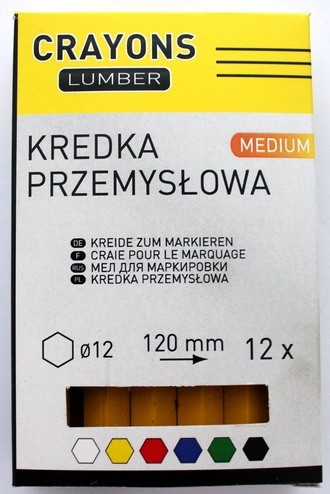 CRAYONS
LUMBER
MEDIUM
KREDKA
PRZEMYSŁOWA
DE KREIDE ZUM MARKIEREN
F CRAIE POUR LE MARQUAGE
RUS МЕЛ ДЛЯ МАРКИРОВКИ
PL KREDKA PRZEMYSŁOWA
ø12 120 mm 12 x